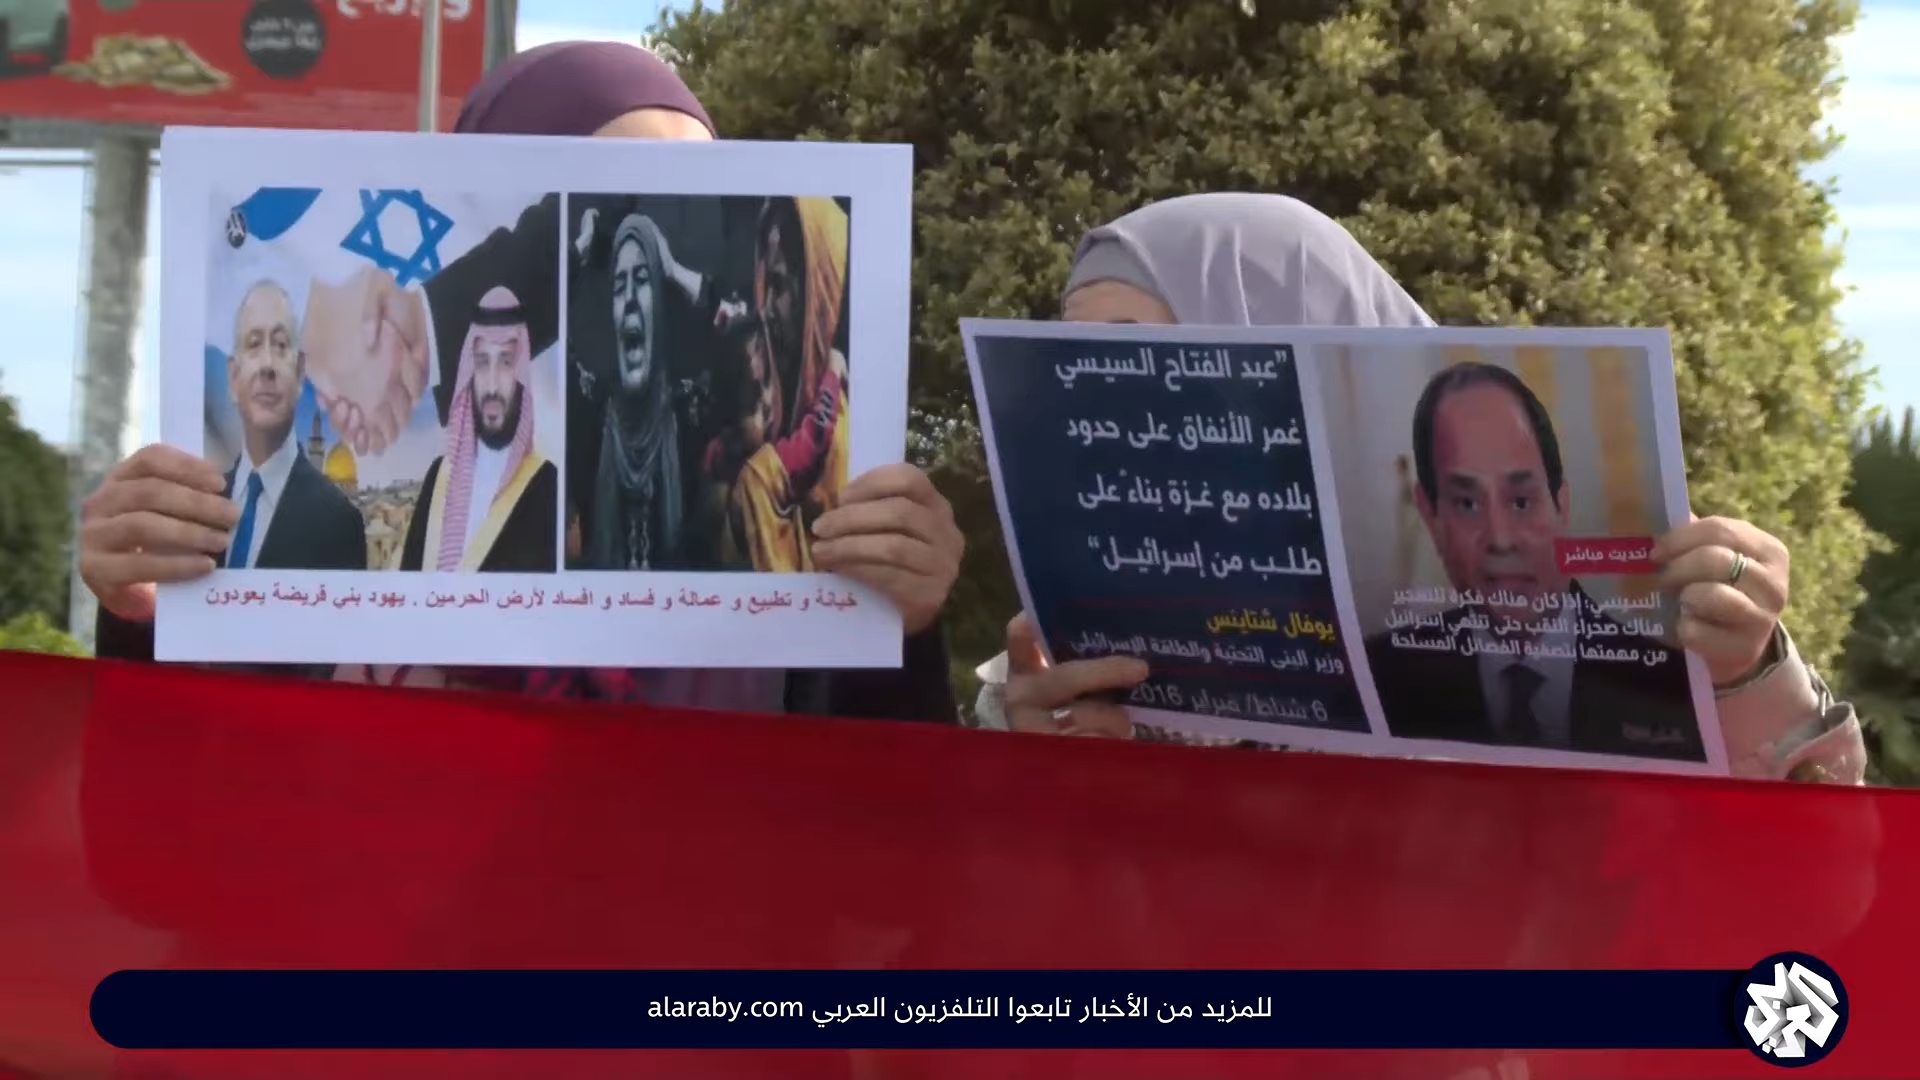 خيانة و تطبيع و عمالة و فساد و افساد لأرض الحرمين . يهود بني قريضة يعودون
"عبد الفتاح السيسي
غمر الأنفاق على حدود
بلاده مع غزة بناءً على
طلب من إسرائيل"
يوفال شتاينس
وزير البنى التحتية والطاقة الإسرائيلي
6 شباط/ فبراير 2016
تحديث مباشر
السيسي: إذا كان هناك فكرة للتهجير
هناك صحراء النقب حتى تنتهي إسرائيل
من مهمتها بتصفية الفصائل المسلحة
للمزيد من الأخبار تابعوا التلفزيون العربي alaraby.com
العربي